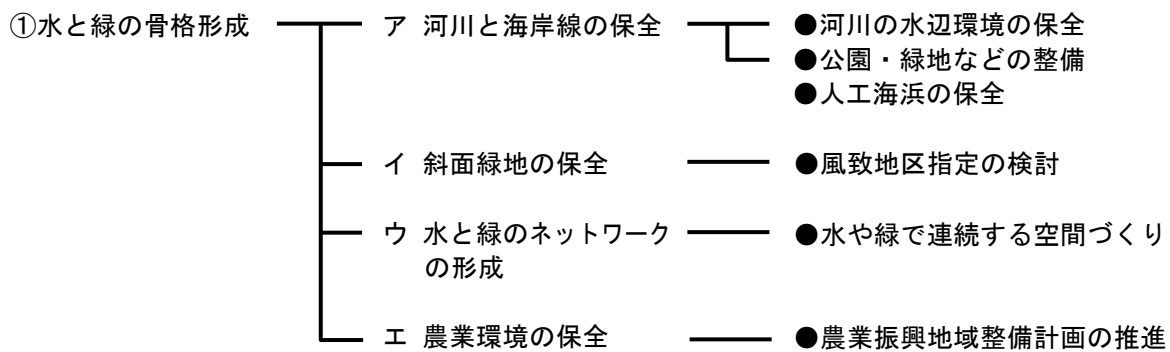 ①水と緑の骨格形成
ア 河川と海岸線の保全
●河川の水辺環境の保全
●公園・緑地などの整備
●人工海浜の保全
イ 斜面緑地の保全
●風致地区指定の検討
ウ 水と緑のネットワーク
の形成
●水や緑で連続する空間づくり
エ 農業環境の保全
●農業振興地域整備計画の推進